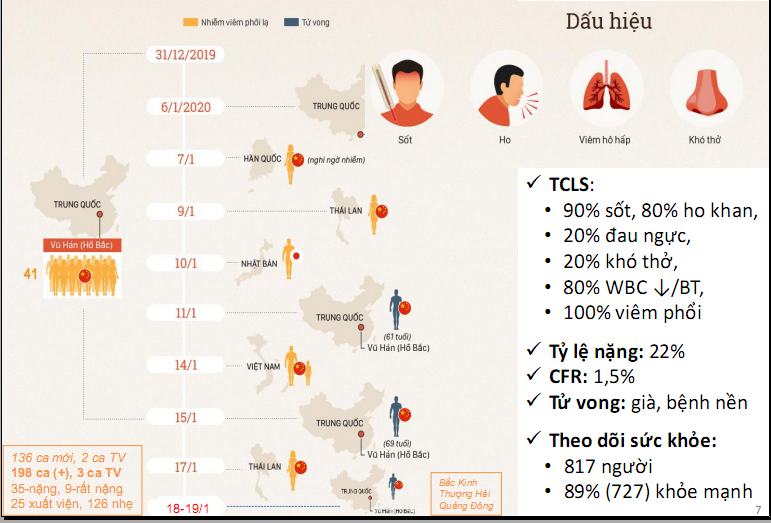 Nhiễm viêm phổi lạ
Tử vong
Dấu hiệu
31/12/2019
6/1/2020
TRUNG QUỐC
Sốt
Ho
Viêm hô hấp
Khó thở
7/1
HÀN QUỐC
(nghi ngờ nhiễm)
TRUNG QUỐC
Vũ Hán (Hồ Bắc)
41
9/1
THÁI LAN
10/1
NHẬT BẢN
11/1
TRUNG QUỐC
(61 tuổi)
Vũ Hán (Hồ Bắc)
14/1
VIỆT NAM
15/1
TRUNG QUỐC
(69 tuổi)
Vũ Hán (Hồ Bắc)
17/1
THÁI LAN
18-19/1
TRUNG QUỐC
Vũ Hán (Hồ Bắc)
136 ca mới, 2 ca TV
198 ca (+), 3 ca TV
35-nặng, 9-rất nặng
25 xuất viện, 126 nhẹ
Bắc Kinh
Thượng Hải
Quảng Đông
✓ TCLS:
• 90% sốt, 80% ho khan,
• 20% đau ngực,
• 20% khó thở,
• 80% WBC ↓/BT,
• 100% viêm phổi
✓ Tỷ lệ nặng: 22%
✓ CFR: 1,5%
✓ Tử vong: già, bệnh nền
✓ Theo dõi sức khỏe:
• 817 người
• 89% (727) khỏe mạnh
7